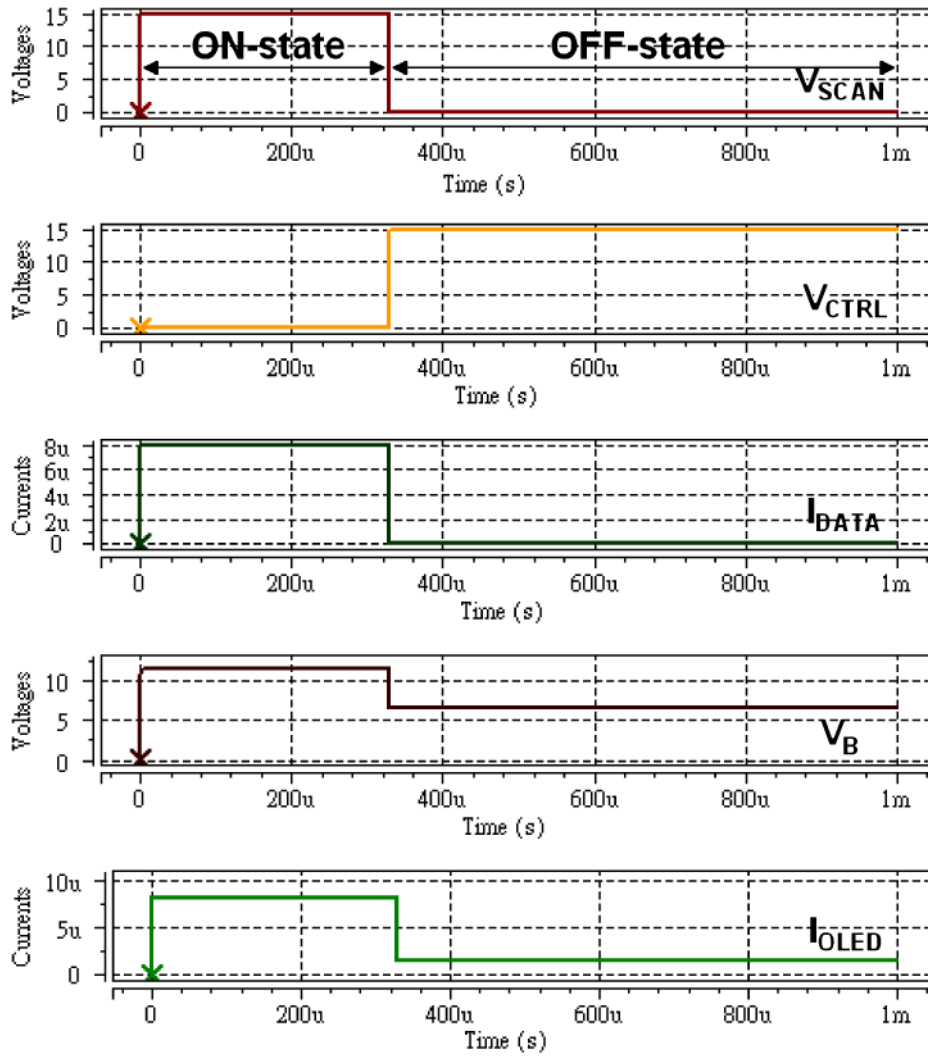 Voltages
15
10
5
0
ON-state
OFF-state
VSCAN
0 200u 400u 600u 800u 1m
Time (s)
Voltages
15
10
5
0
VCTRL
0 200u 400u 600u 800u 1m
Time (s)
Currents
8u
6u
4u
2u
0
IDATA
0 200u 400u 600u 800u 1m
Time (s)
Voltages
10
5
0
VB
0 200u 400u 600u 800u 1m
Time (s)
Currents
10u
5u
0
IOLED
0 200u 400u 600u 800u 1m
Time (s)